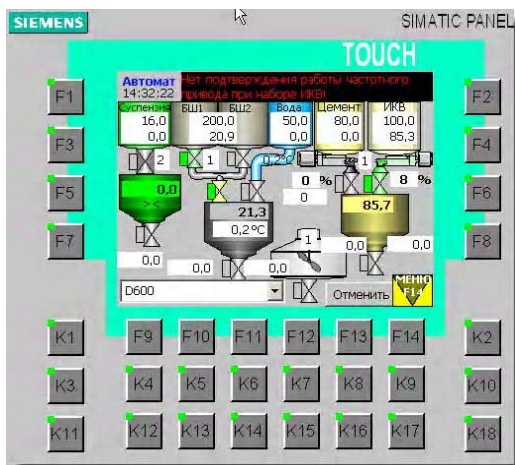 SIEMENS
SIMATIC PANEL
TOUCH
Автомат
14:32:22
Нет подтверждения работы частотного
привода при наборе ИКВ!
Суспензия БШ1 БШ2 Вода Цемент ИКВ
16,0 200,0 50,0 80,0 100,0
0,0 20,9 0,0 85,3
2 1 1
0 % 8 %
0,0 0
> <
21,3 85,7
0,2°C
1 0,0 0,0
0,0 0,0 0,0
D600
Отменить
МЕНЮ
F14
F1 F2
F3 F4
F5 F6
F7 F8
K1 F9 F10 F11 F12 F13 F14 K2
K3 K4 K5 K6 K7 K8 K9 K10
K11 K12 K13 K14 K15 K16 K17 K18